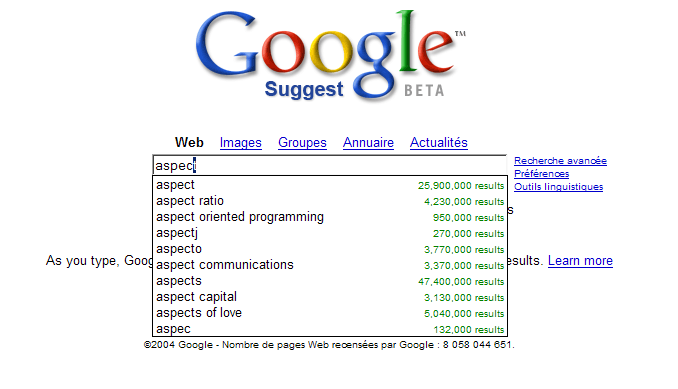 Google™
Suggest BETA
Web Images Groupes Annuaire Actualités
aspect
Recherche avancée
Préférences
Outils linguistiques
aspect 25,900,000 results
aspect ratio 4,230,000 results
aspect oriented programming 950,000 results
aspectj 270,000 results
aspecto 3,770,000 results
aspect communications 3,370,000 results
aspects 47,400,000 results
aspect capital 3,130,000 results
aspects of love 5,040,000 results
aspec 132,000 results
As you type, Goog esults. Learn more
©2004 Google - Nombre de pages Web recensées par Google : 8 058 044 651.